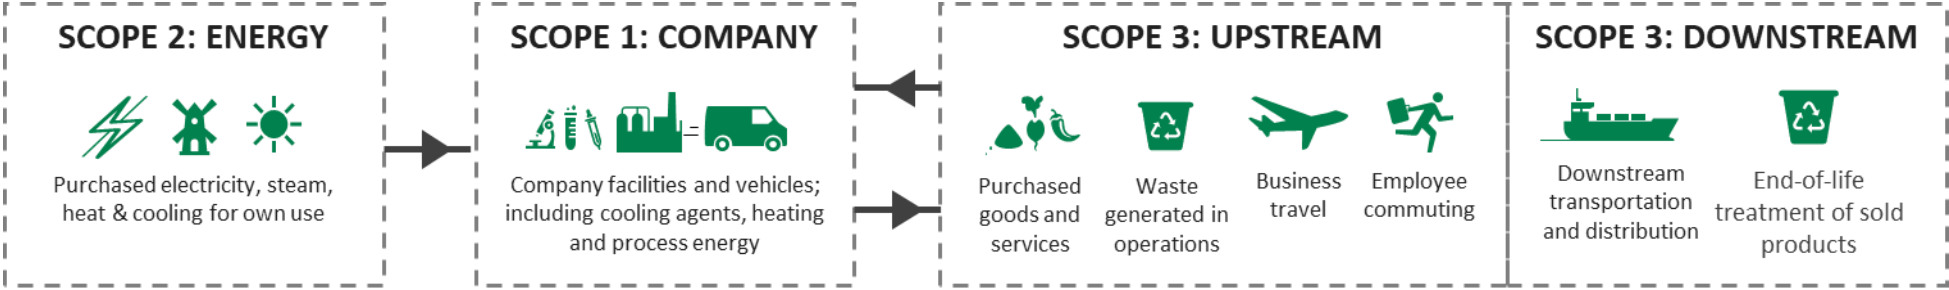 SCOPE 2: ENERGY
Purchased electricity, steam,
heat & cooling for own use
SCOPE 1: COMPANY
Company facilities and vehicles;
including cooling agents, heating
and process energy
SCOPE 3: UPSTREAM
Purchased
goods and
services
Waste
generated in
operations
Business
travel
Employee
commuting
SCOPE 3: DOWNSTREAM
Downstream
transportation
and distribution
End-of-life
treatment of sold
products